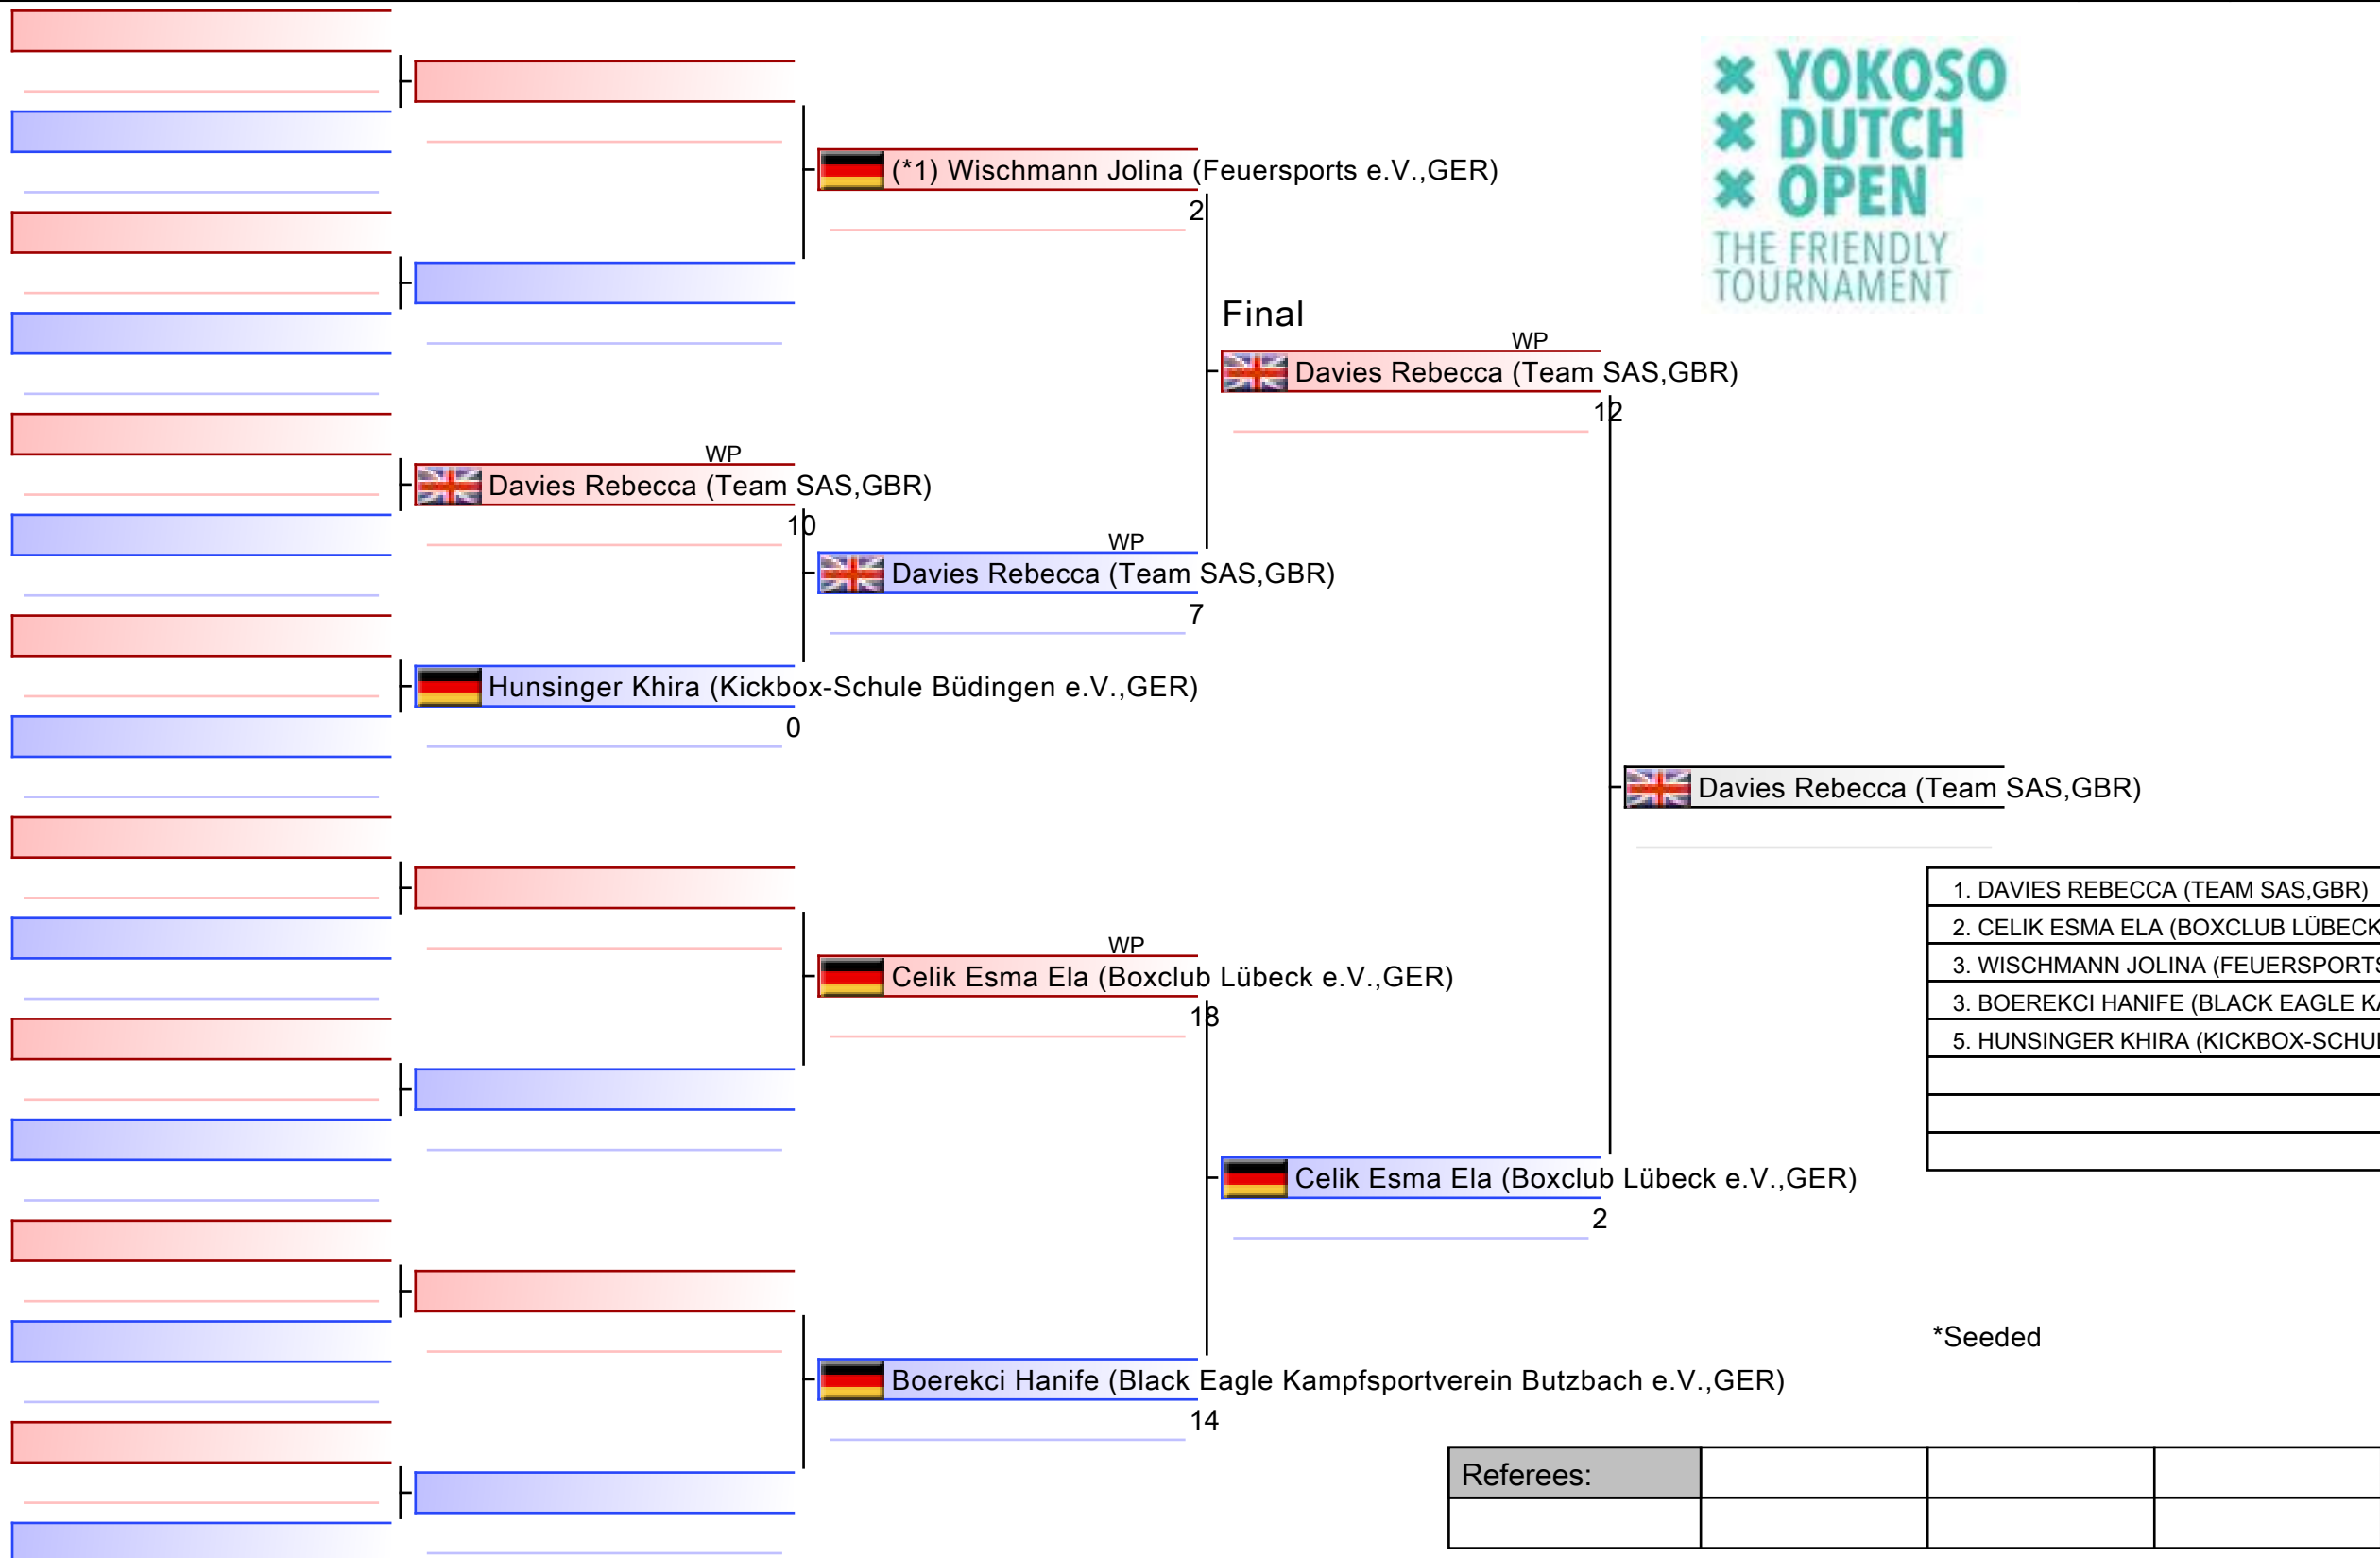 YOKOSO
DUTCH
OPEN
THE FRIENDLY
TOURNAMENT
(*1) Wischmann Jolina (Feuersports e.V.,GER)
2
Final
WP
Davies Rebecca (Team SAS,GBR)
12
WP
Davies Rebecca (Team SAS,GBR)
10
WP
Davies Rebecca (Team SAS,GBR)
7
Hunsinger Khira (Kickbox-Schule Büdingen e.V.,GER)
0
Davies Rebecca (Team SAS,GBR)
1. DAVIES REBECCA (TEAM SAS,GBR)
2. CELIK ESMA ELA (BOXCLUB LÜBECK
3. WISCHMANN JOLINA (FEUERSPORTS
3. BOEREKCI HANIFE (BLACK EAGLE KA
5. HUNSINGER KHIRA (KICKBOX-SCHUL
WP
Celik Esma Ela (Boxclub Lübeck e.V.,GER)
18
Celik Esma Ela (Boxclub Lübeck e.V.,GER)
2
*Seeded
Boerekci Hanife (Black Eagle Kampfsportverein Butzbach e.V.,GER)
14
Referees: